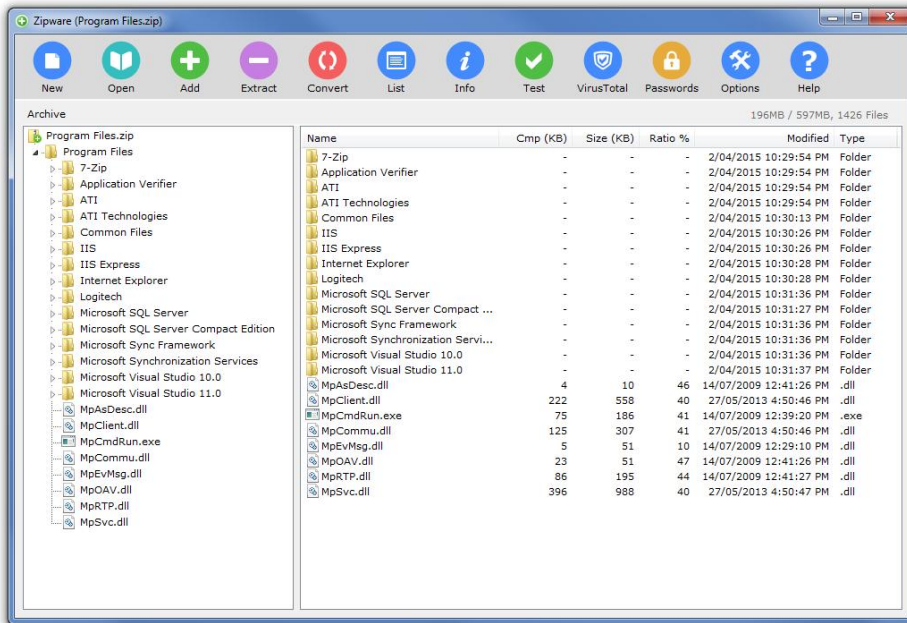 Zipware (Program Files.zip)
New Open Add Extract Convert List Info Test VirusTotal Passwords Options Help
Archive 196MB / 597MB, 1426 Files
Program Files.zip
Program Files
7-Zip
Application Verifier
ATI
ATI Technologies
Common Files
IIS
IIS Express
Internet Explorer
Logitech
Microsoft SQL Server
Microsoft SQL Server Compact Edition
Microsoft Sync Framework
Microsoft Synchronization Services
Microsoft Visual Studio 10.0
Microsoft Visual Studio 11.0
MpAsDesc.dll
MpClient.dll
MpCmdRun.exe
MpCommu.dll
MpEvMsg.dll
MpOAV.dll
MpRTP.dll
MpSvc.dll
Name Cmp (KB) Size (KB) Ratio % Modified Type
7-Zip - - - 2/04/2015 10:29:54 PM Folder
Application Verifier - - - 2/04/2015 10:29:54 PM Folder
ATI - - - 2/04/2015 10:29:54 PM Folder
ATI Technologies - - - 2/04/2015 10:29:54 PM Folder
Common Files - - - 2/04/2015 10:30:13 PM Folder
IIS - - - 2/04/2015 10:30:26 PM Folder
IIS Express - - - 2/04/2015 10:30:26 PM Folder
Internet Explorer - - - 2/04/2015 10:30:28 PM Folder
Logitech - - - 2/04/2015 10:30:28 PM Folder
Microsoft SQL Server - - - 2/04/2015 10:31:36 PM Folder
Microsoft SQL Server Compact ... - - - 2/04/2015 10:31:27 PM Folder
Microsoft Sync Framework - - - 2/04/2015 10:31:36 PM Folder
Microsoft Synchronization Servi... - - - 2/04/2015 10:31:36 PM Folder
Microsoft Visual Studio 10.0 - - - 2/04/2015 10:31:36 PM Folder
Microsoft Visual Studio 11.0 - - - 2/04/2015 10:31:37 PM Folder
MpAsDesc.dll 4 10 46 14/07/2009 12:41:26 PM .dll
MpClient.dll 222 558 40 27/05/2013 4:50:46 PM .dll
MpCmdRun.exe 75 186 41 14/07/2009 12:39:20 PM .exe
MpCommu.dll 125 307 41 27/05/2013 4:50:46 PM .dll
MpEvMsg.dll 5 51 10 14/07/2009 12:29:10 PM .dll
MpOAV.dll 23 51 47 14/07/2009 12:41:26 PM .dll
MpRTP.dll 86 195 44 14/07/2009 12:41:27 PM .dll
MpSvc.dll 396 988 40 27/05/2013 4:50:47 PM .dll